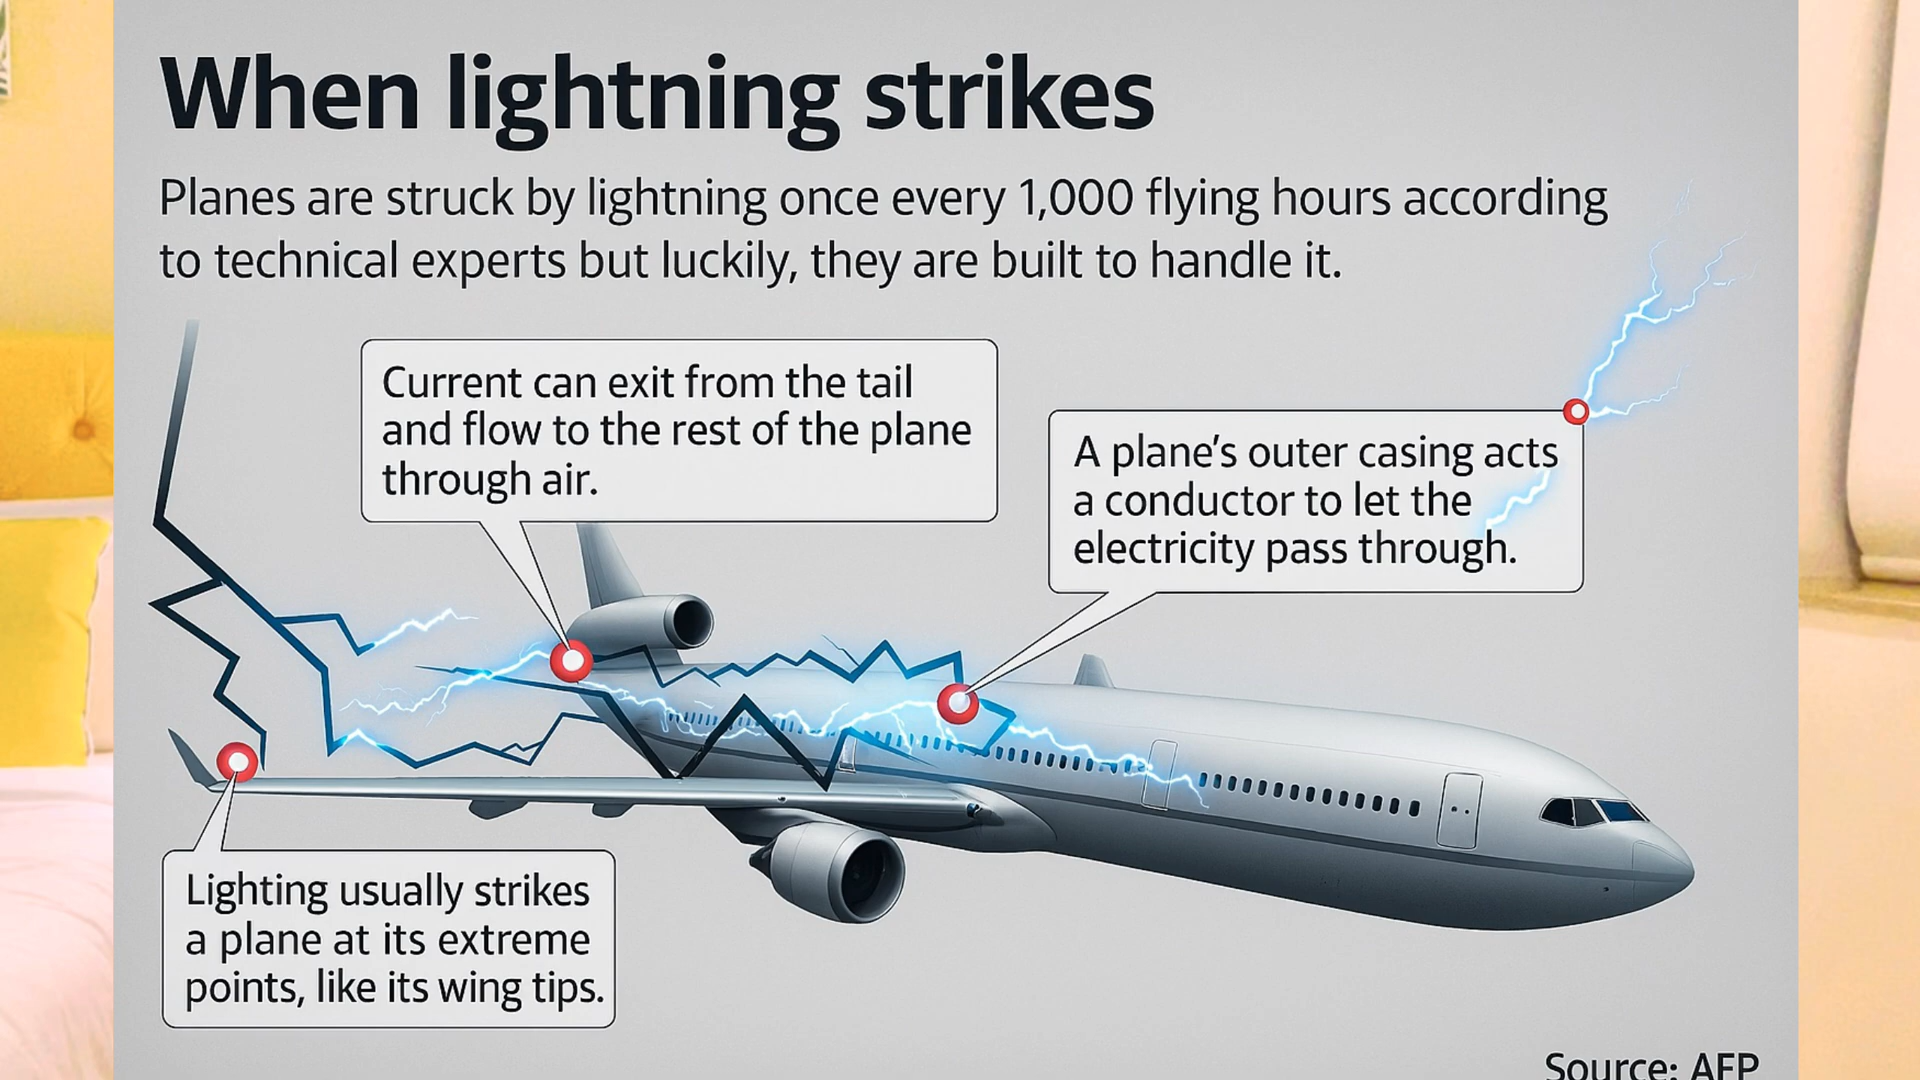 When lightning strikes
Planes are struck by lightning once every 1,000 flying hours according
to technical experts but luckily, they are built to handle it.
Current can exit from the tail
and flow to the rest of the plane
through air.
A plane's outer casing acts
a conductor to let the
electricity pass through.
Lighting usually strikes
a plane at its extreme
points, like its wing tips.
Source: AFP